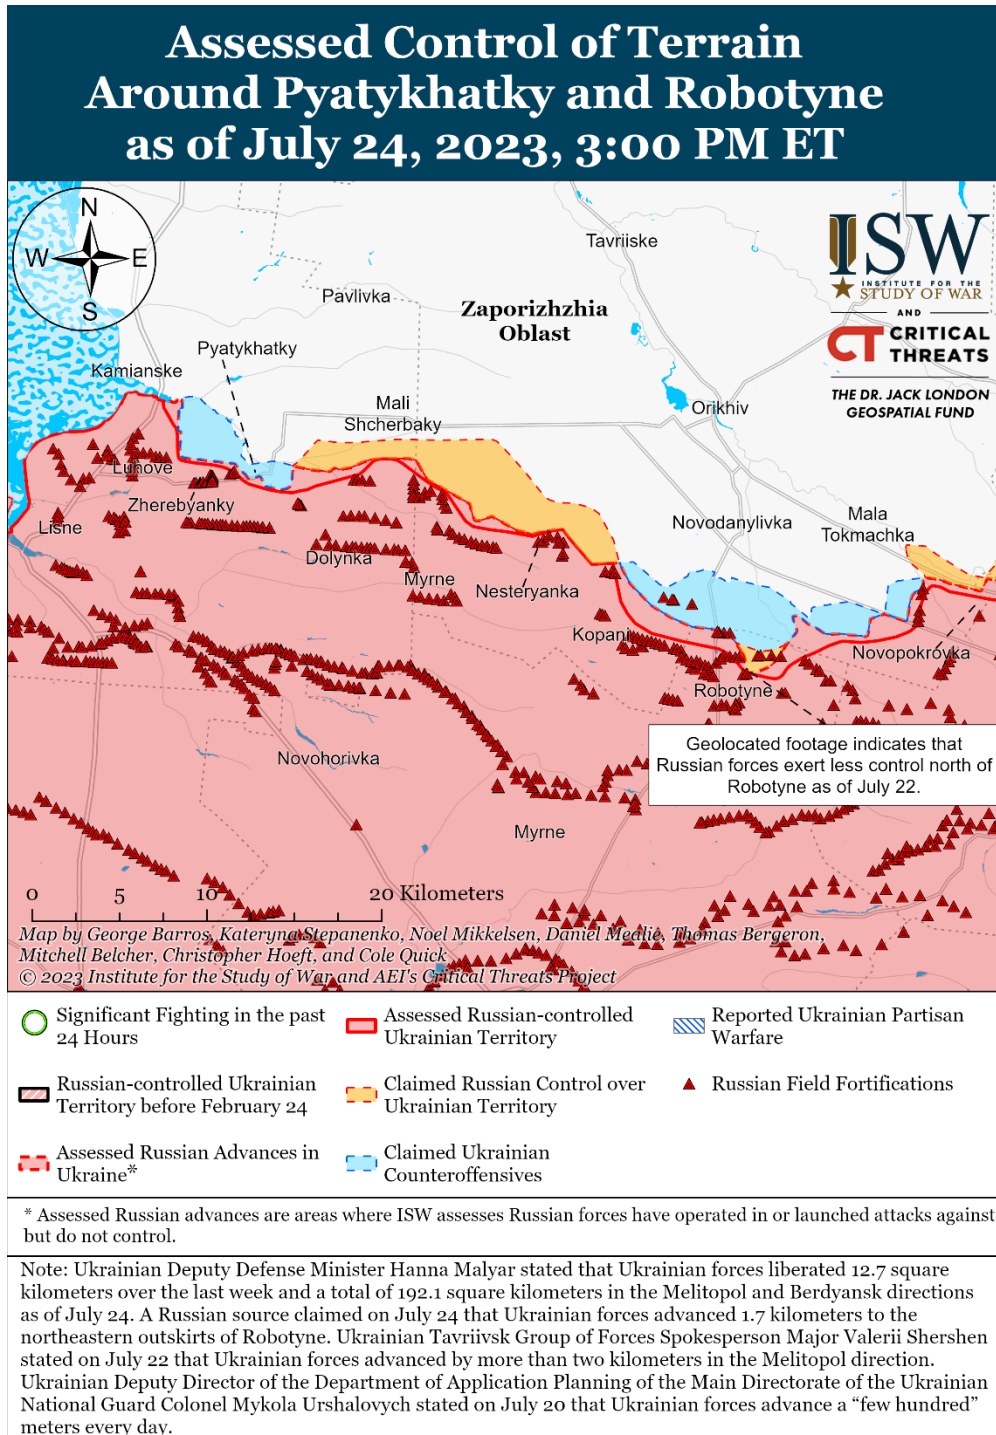 Assessed Control of Terrain
Around Pyatykhatky and Robotyne
as of July 24, 2023, 3:00 PM ET
N
W
E
S
Tavriiske
ISW
INSTITUTE FOR THE
STUDY OF WAR
AND
CT CRITICAL
THREATS
THE DR. JACK LONDON
GEOSPATIAL FUND
Pavlivka
Zaporizhzhia
Oblast
Pyatykhatky
Kamianske
Mali
Shcherbaky
Orikhiv
Luhove
Zherebyanky
Lisne
Novodanylivka
Mala
Tokmachka
Dolynka
Myrne
Nesteryanka
Kopani
Novopokrovka
Robotyne
Geolocated footage indicates that
Russian forces exert less control north of
Robotyne as of July 22.
Novohorivka
Myrne
0 5 10 20 Kilometers
Map by George Barros, Kateryna Stepanenko, Noel Mikkelsen, Daniel Mealie, Thomas Bergeron,
Mitchell Belcher, Christopher Hoeft, and Cole Quick
© 2023 Institute for the Study of War and AEI's Critical Threats Project
Significant Fighting in the past
24 Hours
Russian-controlled Ukrainian
Territory before February 24
Assessed Russian Advances in
Ukraine*
Assessed Russian-controlled
Ukrainian Territory
Claimed Russian Control over
Ukrainian Territory
Claimed Ukrainian
Counteroffensives
Reported Ukrainian Partisan
Warfare
Russian Field Fortifications
* Assessed Russian advances are areas where ISW assesses Russian forces have operated in or launched attacks against
but do not control.
Note: Ukrainian Deputy Defense Minister Hanna Malyar stated that Ukrainian forces liberated 12.7 square
kilometers over the last week and a total of 192.1 square kilometers in the Melitopol and Berdyansk directions
as of July 24. A Russian source claimed on July 24 that Ukrainian forces advanced 1.7 kilometers to the
northeastern outskirts of Robotyne. Ukrainian Tavriivsk Group of Forces Spokesperson Major Valerii Shershen
stated on July 22 that Ukrainian forces advanced by more than two kilometers in the Melitopol direction.
Ukrainian Deputy Director of the Department of Application Planning of the Main Directorate of the Ukrainian
National Guard Colonel Mykola Urshalovych stated on July 20 that Ukrainian forces advance a “few hundred”
meters every day.